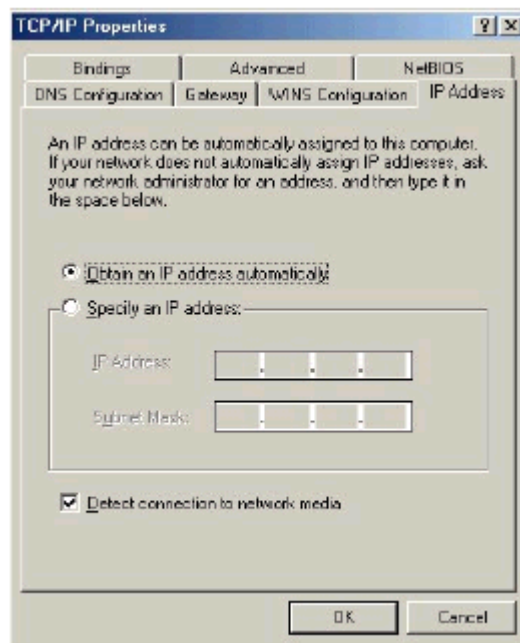 TCP/IP Properties
Bindings Advanced NetBIOS
DNS Configuration Gateway WINS Configuration IP Address
An IP address can be automatically assigned to this computer.
If your network does not automatically assign IP addresses, ask
your network administrator for an address, and then type it in
the space below.
Obtain an IP address automatically
Specify an IP address:
IP Address:
Subnet Mask:
Detect connection to network media
OK Cancel